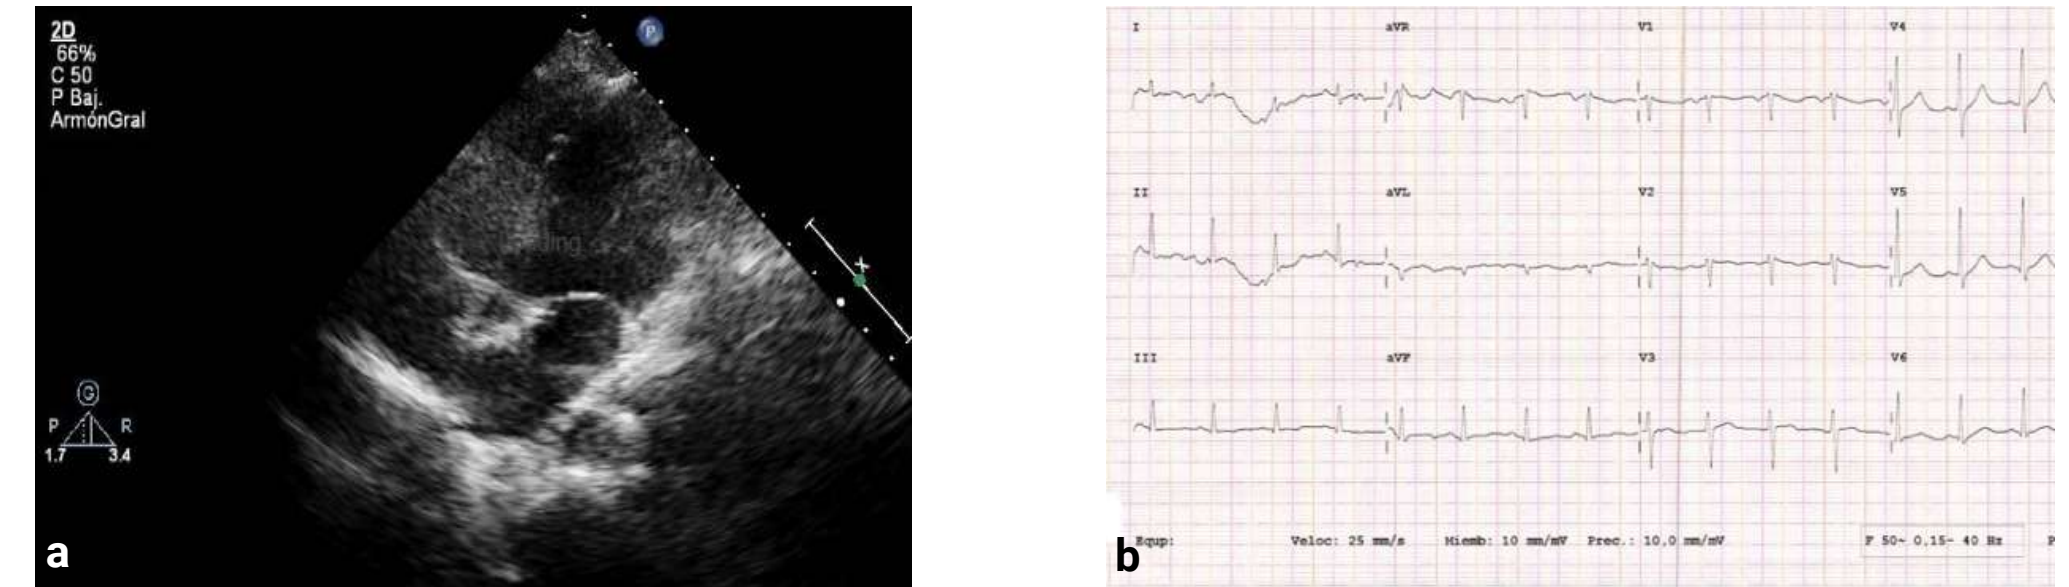 2D
66%
C 50
P Baj.
ArmónGral
P
G
P R
1.7 3.4
a
I aVR V1 V4
II aVL V2 V5
III aVF V3 V6
Equp: Veloc: 25 mm/s Miemb: 10 mm/mV Prec.: 10,0 mm/mV F 50~ 0,15- 40 Hz P
b